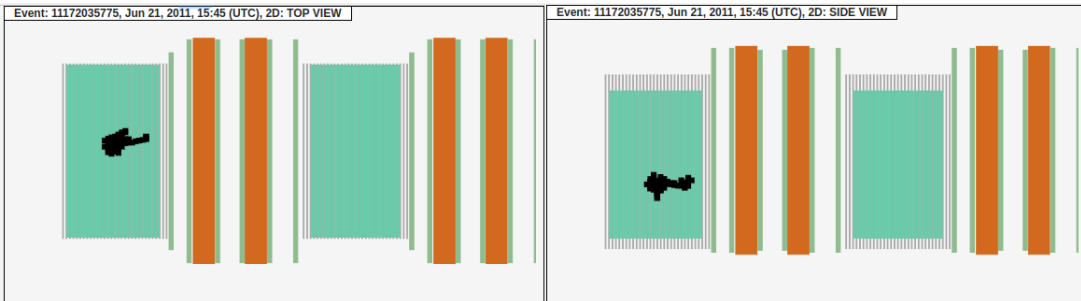 Event: 11172035775, Jun 21, 2011, 15:45 (UTC), 2D: TOP VIEW
Event: 11172035775, Jun 21, 2011, 15:45 (UTC), 2D: SIDE VIEW